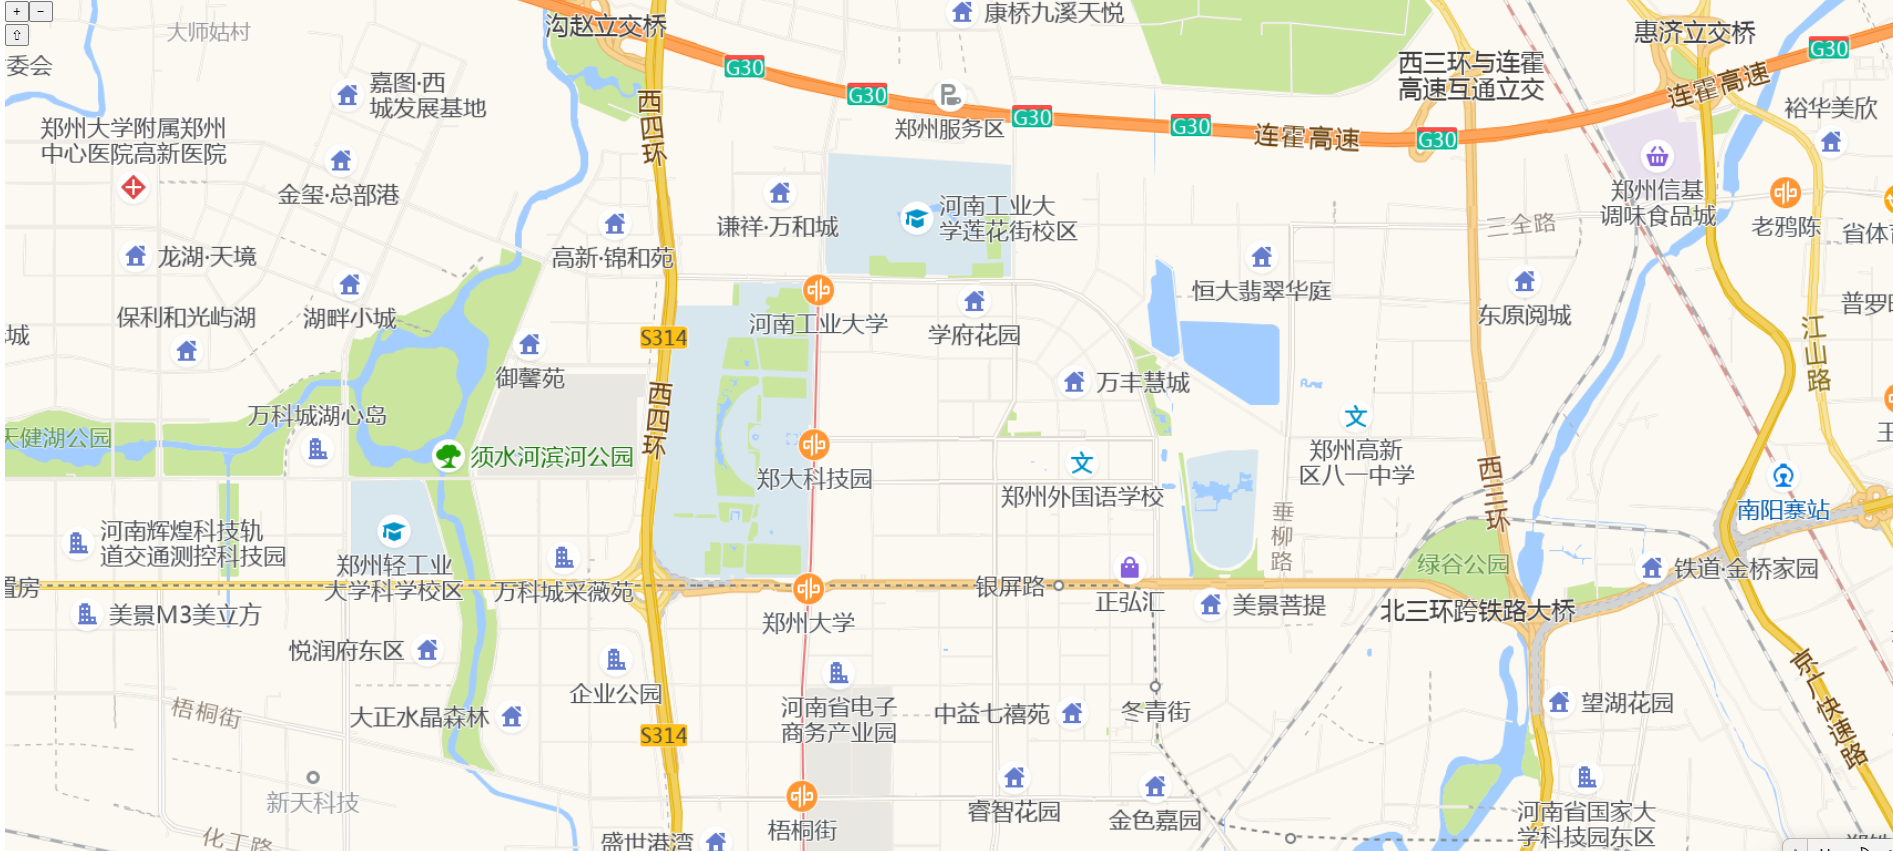 + −
⇧
大师姑村
沟赵立交桥
康桥九溪天悦
惠济立交桥
委会
嘉图·西
城发展基地
G30
G30
G30
G30
G30
G30
西三环与连霍
高速互通立交
连霍高速
连霍高速
裕华美欣
郑州大学附属郑州
中心医院高新医院
西四环
郑州服务区
金玺·总部港
谦祥·万和城
河南工业大
学莲花街校区
郑州信基
调味食品城
三全路
老鸦陈
省体
龙湖·天境
高新·锦和苑
恒大翡翠华庭
东原阅城
普罗
保利和光屿湖
湖畔小城
城
S314
河南工业大学
学府花园
江山路
御馨苑
万丰慧城
万科城湖心岛
西四环
天健湖公园
须水河滨河公园
郑大科技园
郑州外国语学校
郑州高新
区八一中学
西三环
垂柳路
南阳寨站
河南辉煌科技轨
道交通测控科技园
郑州轻工业
大学科学校区
万科城采薇苑
置房
银屏路
正弘汇
美景菩提
绿谷公园
铁道·金桥家园
北三环跨铁路大桥
美景M3美立方
郑州大学
悦润府东区
企业公园
梧桐街
大正水晶森林
河南省电子
商务产业园
中益七禧苑
冬青街
望湖花园
京广快速路
S314
新天科技
睿智花园
金色嘉园
河南省国家大
学科技园东区
化工路
盛世港湾
梧桐街